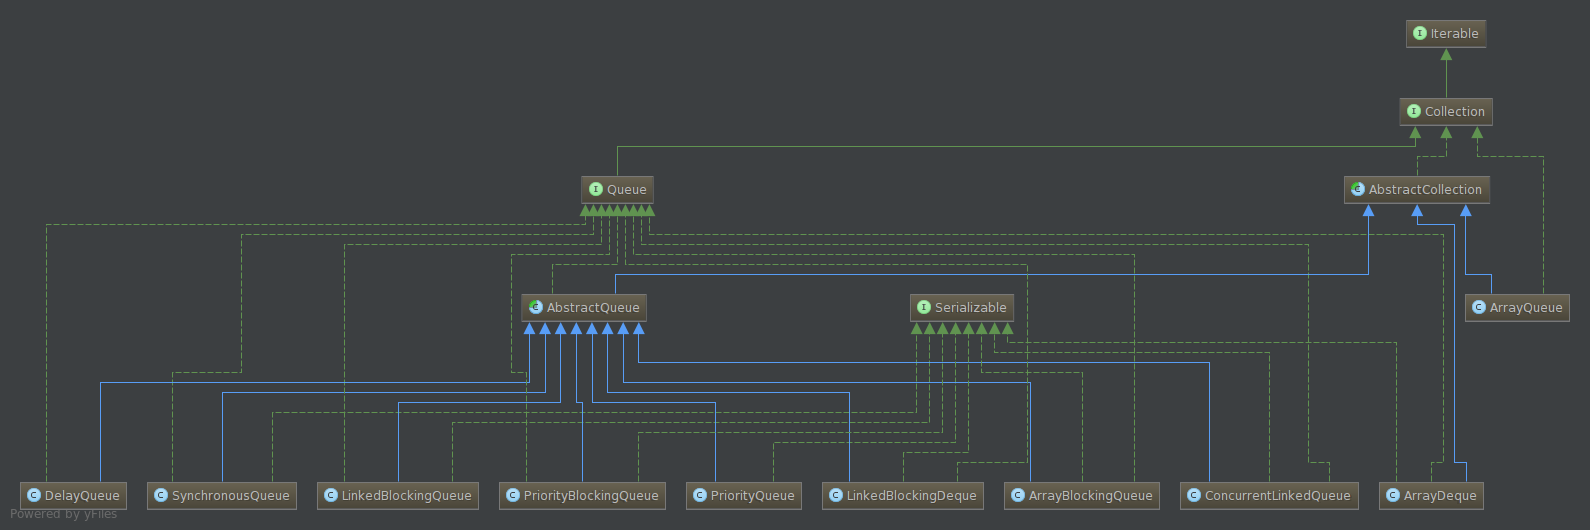 I Iterable
I Collection
I Queue
C AbstractCollection
C AbstractQueue
I Serializable
C ArrayQueue
C DelayQueue
C SynchronousQueue
C LinkedBlockingQueue
C PriorityBlockingQueue
C PriorityQueue
C LinkedBlockingDeque
C ArrayBlockingQueue
C ConcurrentLinkedQueue
C ArrayDeque
Powered by yFiles